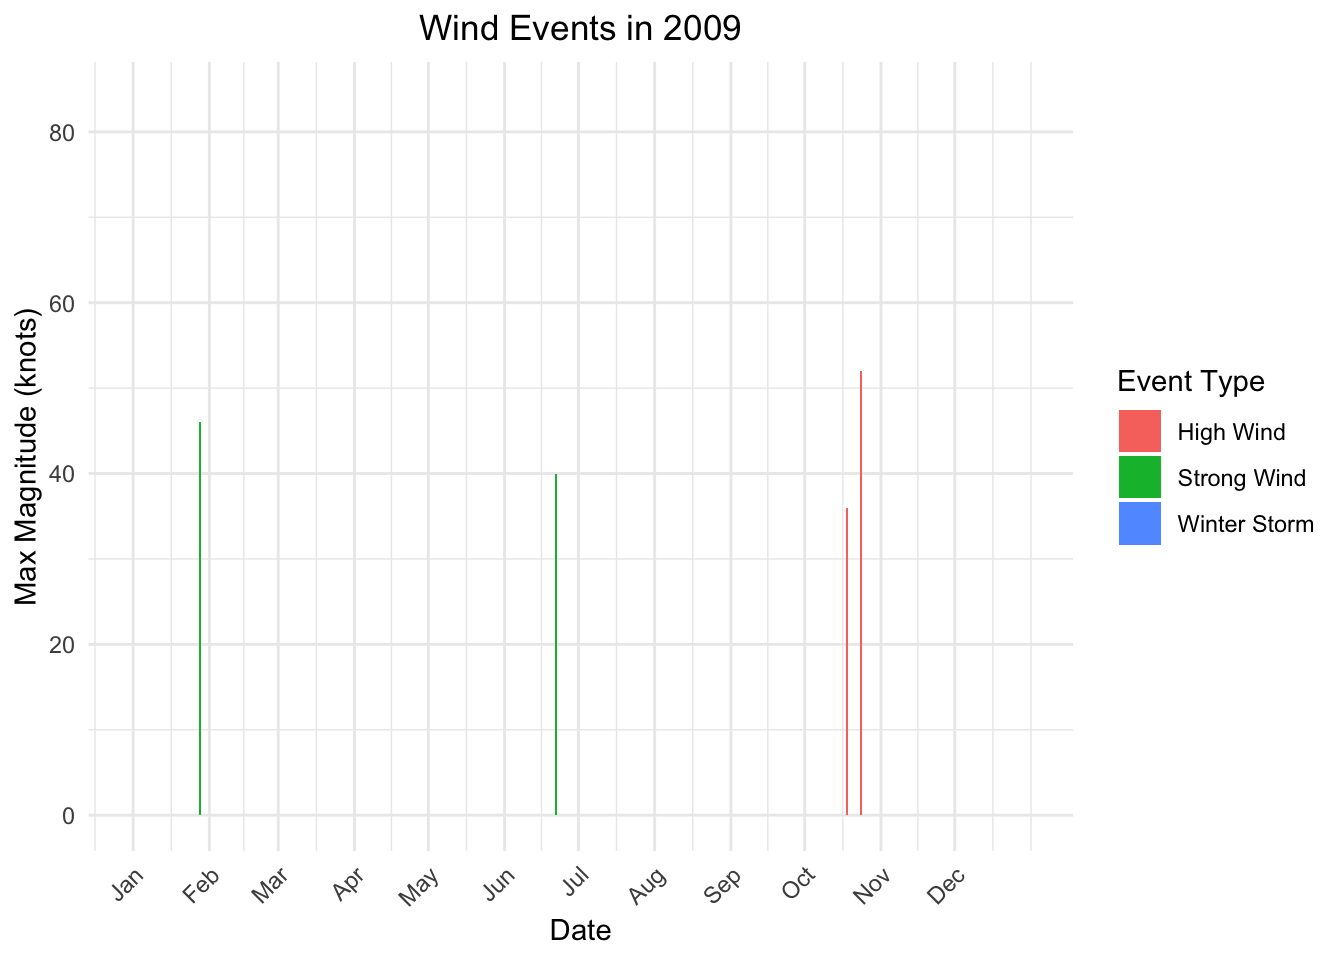 Wind Events in 2009
Max Magnitude (knots)
80
60
40
20
0
Jan
Feb
Mar
Apr
May
Jun
Jul
Aug
Sep
Oct
Nov
Dec
Date
Event Type
High Wind
Strong Wind
Winter Storm